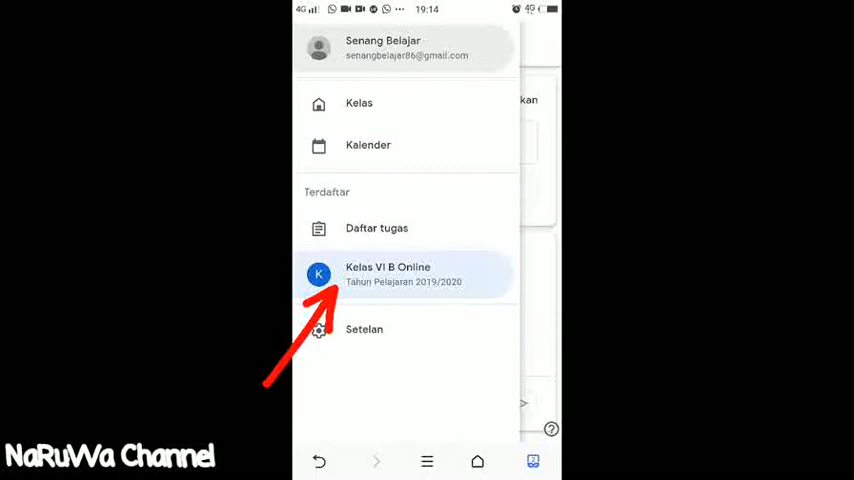 4G 19:14 4G
Senang Belajar
senangbelajar86@gmail.com
Kelas
kan
Kalender
Terdaftar
Daftar tugas
K
Kelas VI B Online
Tahun Pelajaran 2019/2020
Setelan
NaRuWa Channel